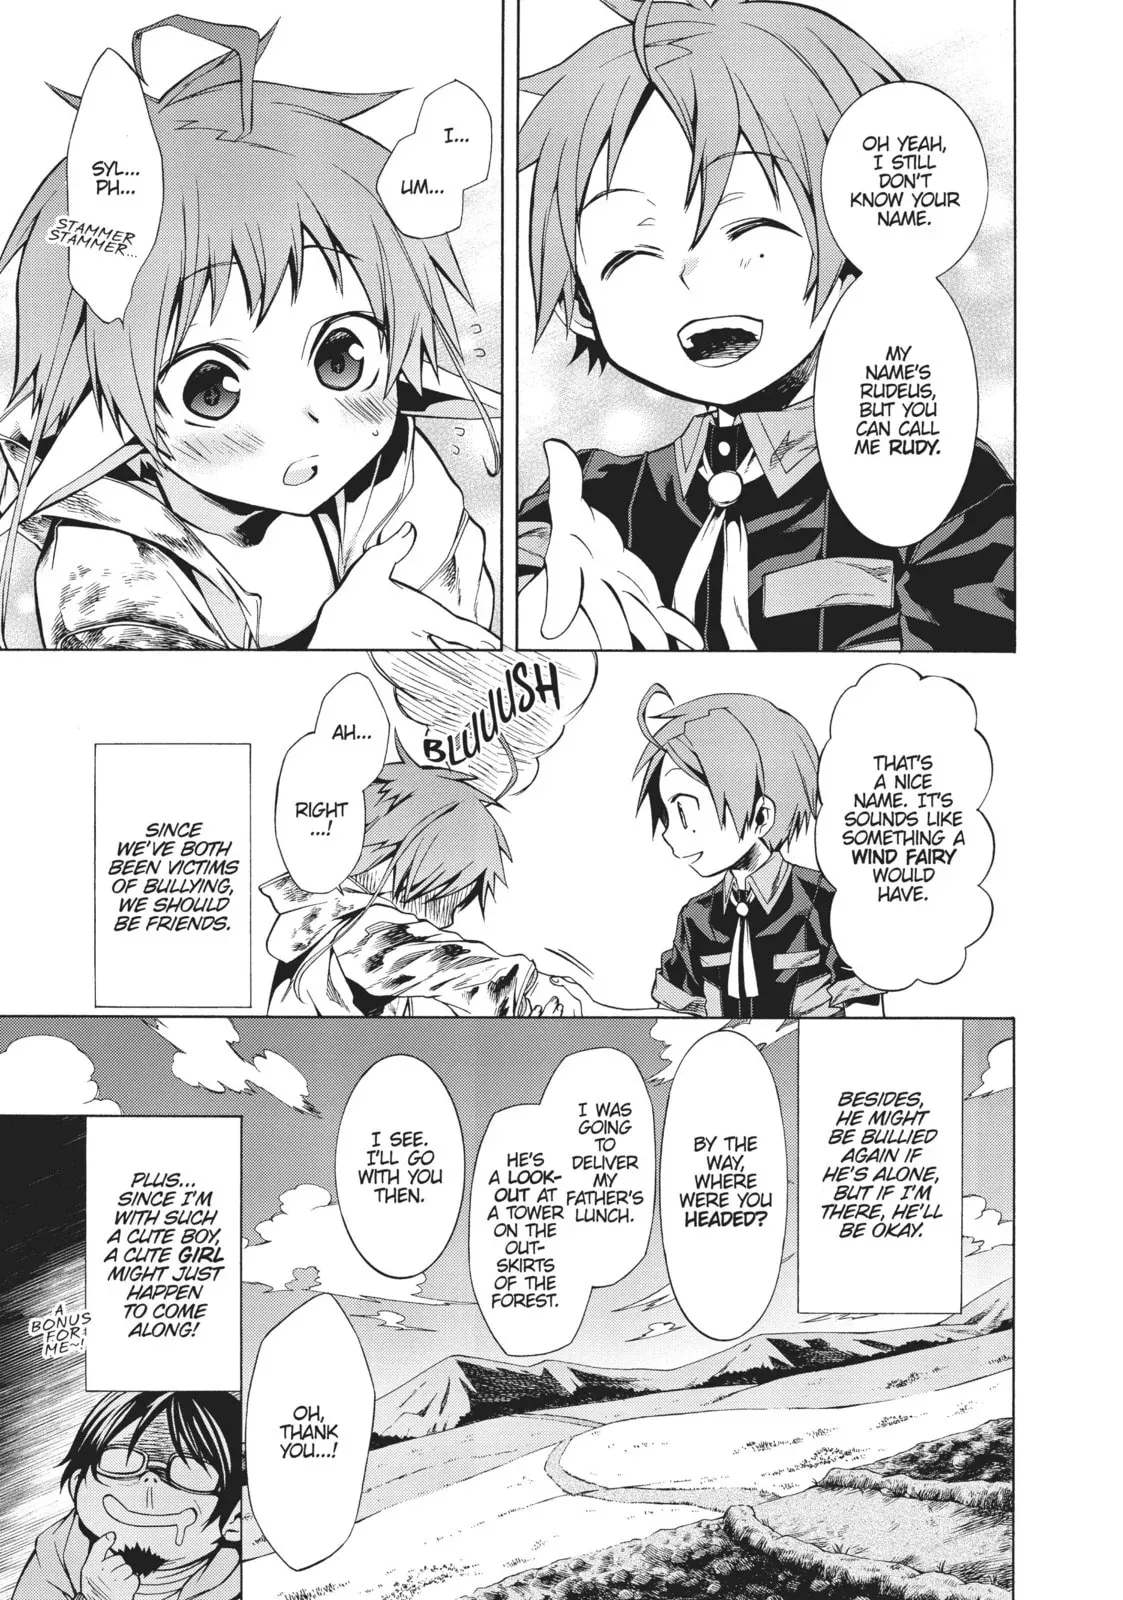 OH YEAH,
I STILL
DON'T
KNOW YOUR
NAME.
MY
NAME'S
RUDEUS,
BUT YOU
CAN CALL
ME RUDY.
I...
UM...
SYL...
PH...
STAMMER
STAMMER...
THAT'S
A NICE
NAME. IT'S
SOUNDS LIKE
SOMETHING A
WIND FAIRY
WOULD
HAVE.
BLUUUSH
AH...
RIGHT
...!
SINCE
WE'VE BOTH
BEEN VICTIMS
OF BULLYING,
WE SHOULD
BE FRIENDS.
BESIDES,
HE MIGHT
BE BULLIED
AGAIN IF
HE'S ALONE,
BUT IF I'M
THERE, HE'LL
BE OKAY.
BY THE
WAY,
WHERE
WERE YOU
HEADED?
I WAS
GOING
TO
DELIVER
MY
FATHER'S
LUNCH.
HE'S
A LOOK-
OUT AT
A TOWER
ON THE
OUT-
SKIRTS
OF THE
FOREST.
I SEE.
I'LL GO
WITH YOU
THEN.
OH,
THANK
YOU...!
PLUS...
SINCE I'M
WITH SUCH
A CUTE BOY,
A CUTE GIRL
MIGHT JUST
HAPPEN
TO COME
ALONG!
A
BONUS
FOR
ME~!